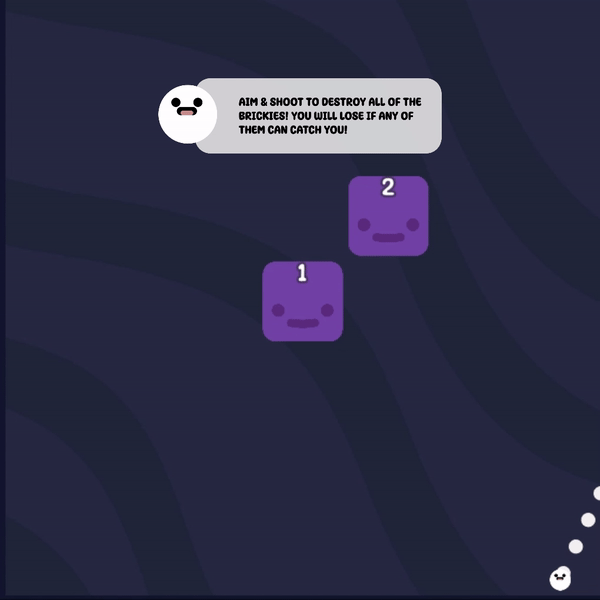 AIM & SHOOT TO DESTROY ALL OF THE
BRICKIES! YOU WILL LOSE IF ANY OF
THEM CAN CATCH YOU!
2
1